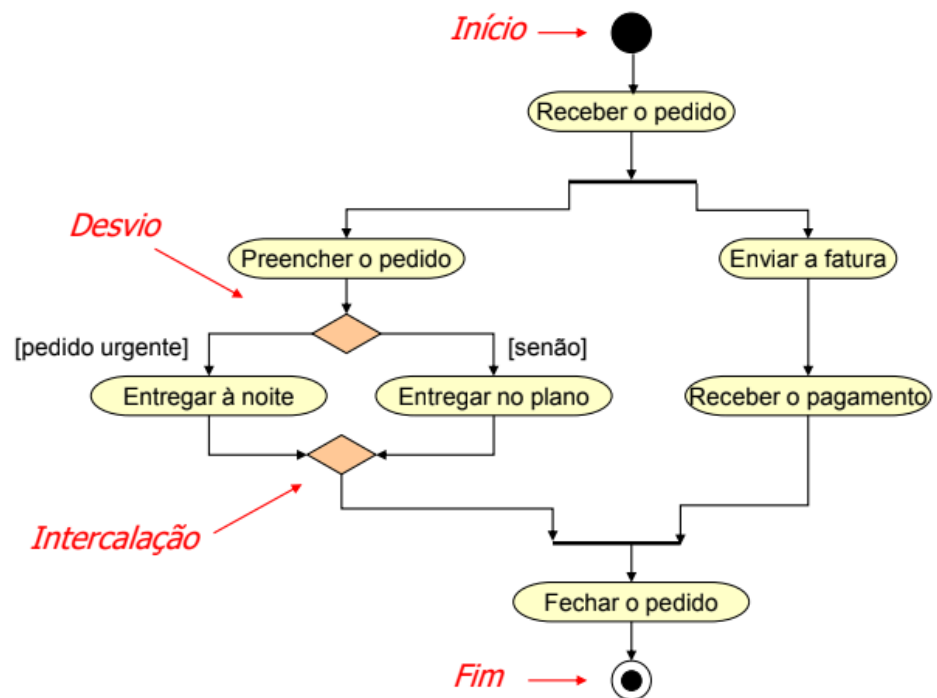 Início
Receber o pedido
Desvio
Preencher o pedido
Enviar a fatura
[pedido urgente]
[senão]
Entregar à noite
Entregar no plano
Receber o pagamento
Intercalação
Fechar o pedido
Fim